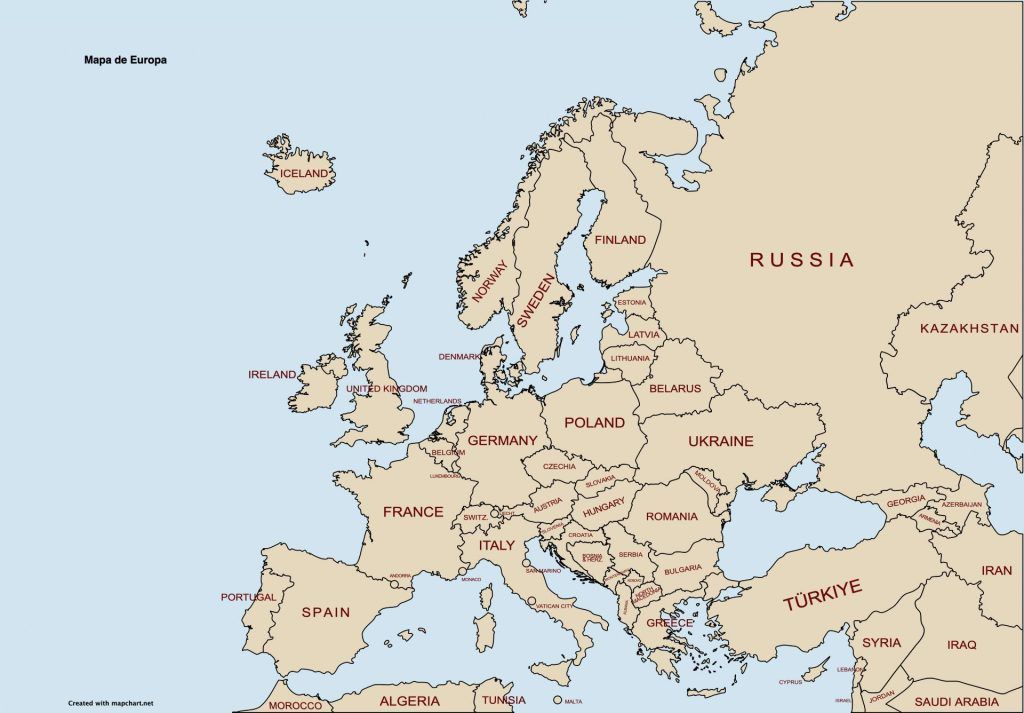 Mapa de Europa
ICELAND
RUSSIA
FINLAND
NORWAY
SWEDEN
ESTONIA
KAZAKHSTAN
LATVIA
DENMARK
LITHUANIA
IRELAND
UNITED KINGDOM
BELARUS
NETHERLANDS
POLAND
GERMANY
UKRAINE
BELGIUM
CZECHIA
LUXEMBOURG
SLOVAKIA
MOLDOVA
FRANCE
SWITZ.
AUSTRIA
HUNGARY
ROMANIA
GEORGIA
AZERBAIJAN
ARMENIA
SLOVENIA
CROATIA
ITALY
BOSNIA
& HERZ.
SERBIA
SAN MARINO
BULGARIA
IRAN
ANDORRA
MONACO
MONTENEGRO
KOSOVO
PORTUGAL
SPAIN
VATICAN CITY
ALBANIA
NORTH
MACEDONIA
TÜRKIYE
GREECE
SYRIA
IRAQ
LEBANON
CYPRUS
MOROCCO
ALGERIA
TUNISIA
MALTA
ISRAEL
JORDAN
SAUDI ARABIA
Created with mapchart.net